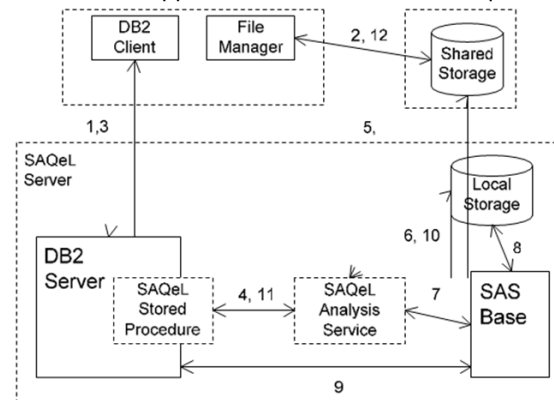 DB2
Client
File
Manager
2, 12
Shared
Storage
1,3
5,
SAQeL
Server
Local
Storage
6, 10
8
DB2
Server
SAQeL
Stored
Procedure
4, 11
SAQeL
Analysis
Service
7
SAS
Base
9